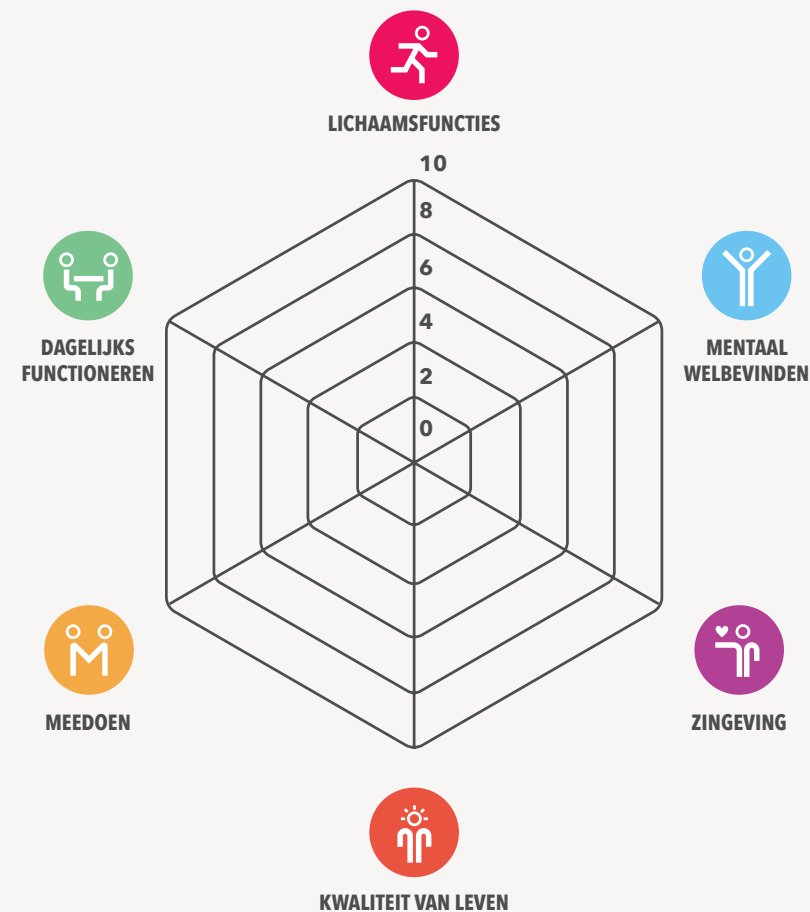 LICHAAMSFUNCTIES
10
8
6
4
2
0
DAGELIJKS
FUNCTIONEREN
MENTAAL
WELBEVINDEN
MEEDOEN
ZINGEVING
KWALITEIT VAN LEVEN